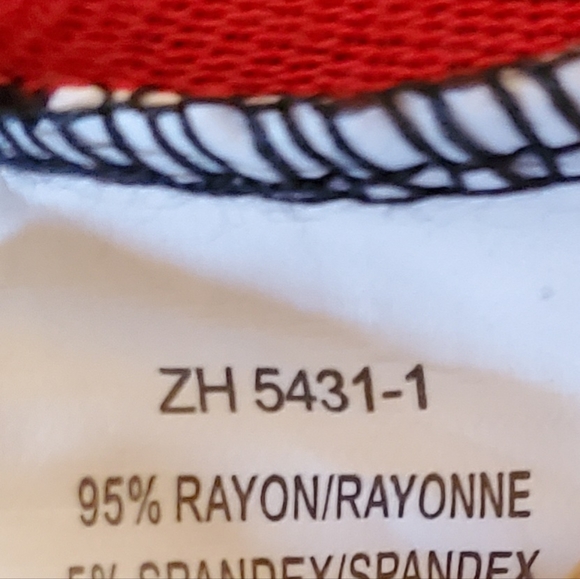 ZH 5431-1
95% RAYON/RAYONNE
5% SPANDEX/SPANDEX